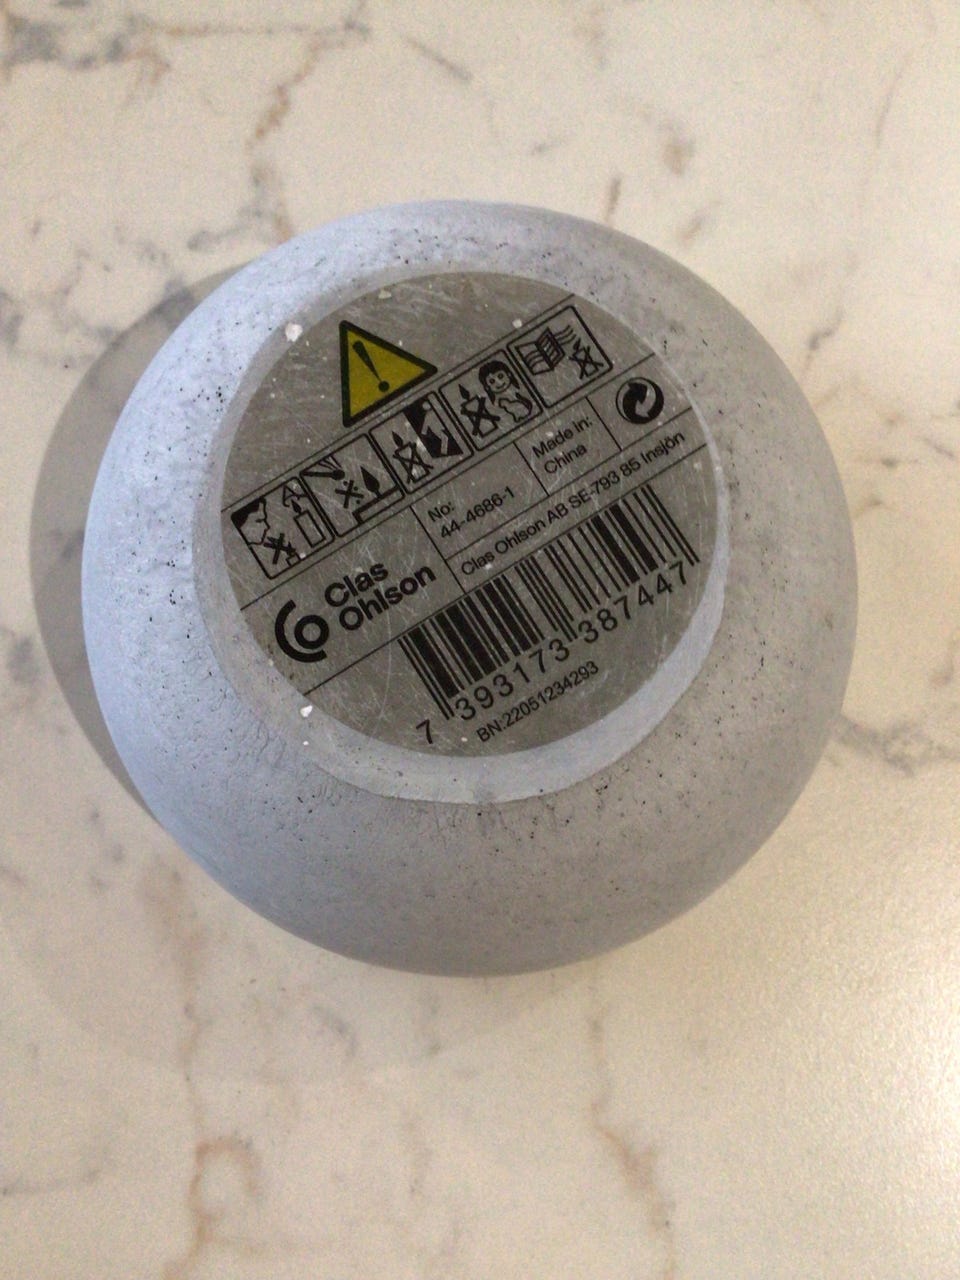 No:
44-4686-1
Made in:
China
Clas
Ohlson
Clas Ohlson AB SE-793 85 Insjön
7 393173 387447
BN:22051234293